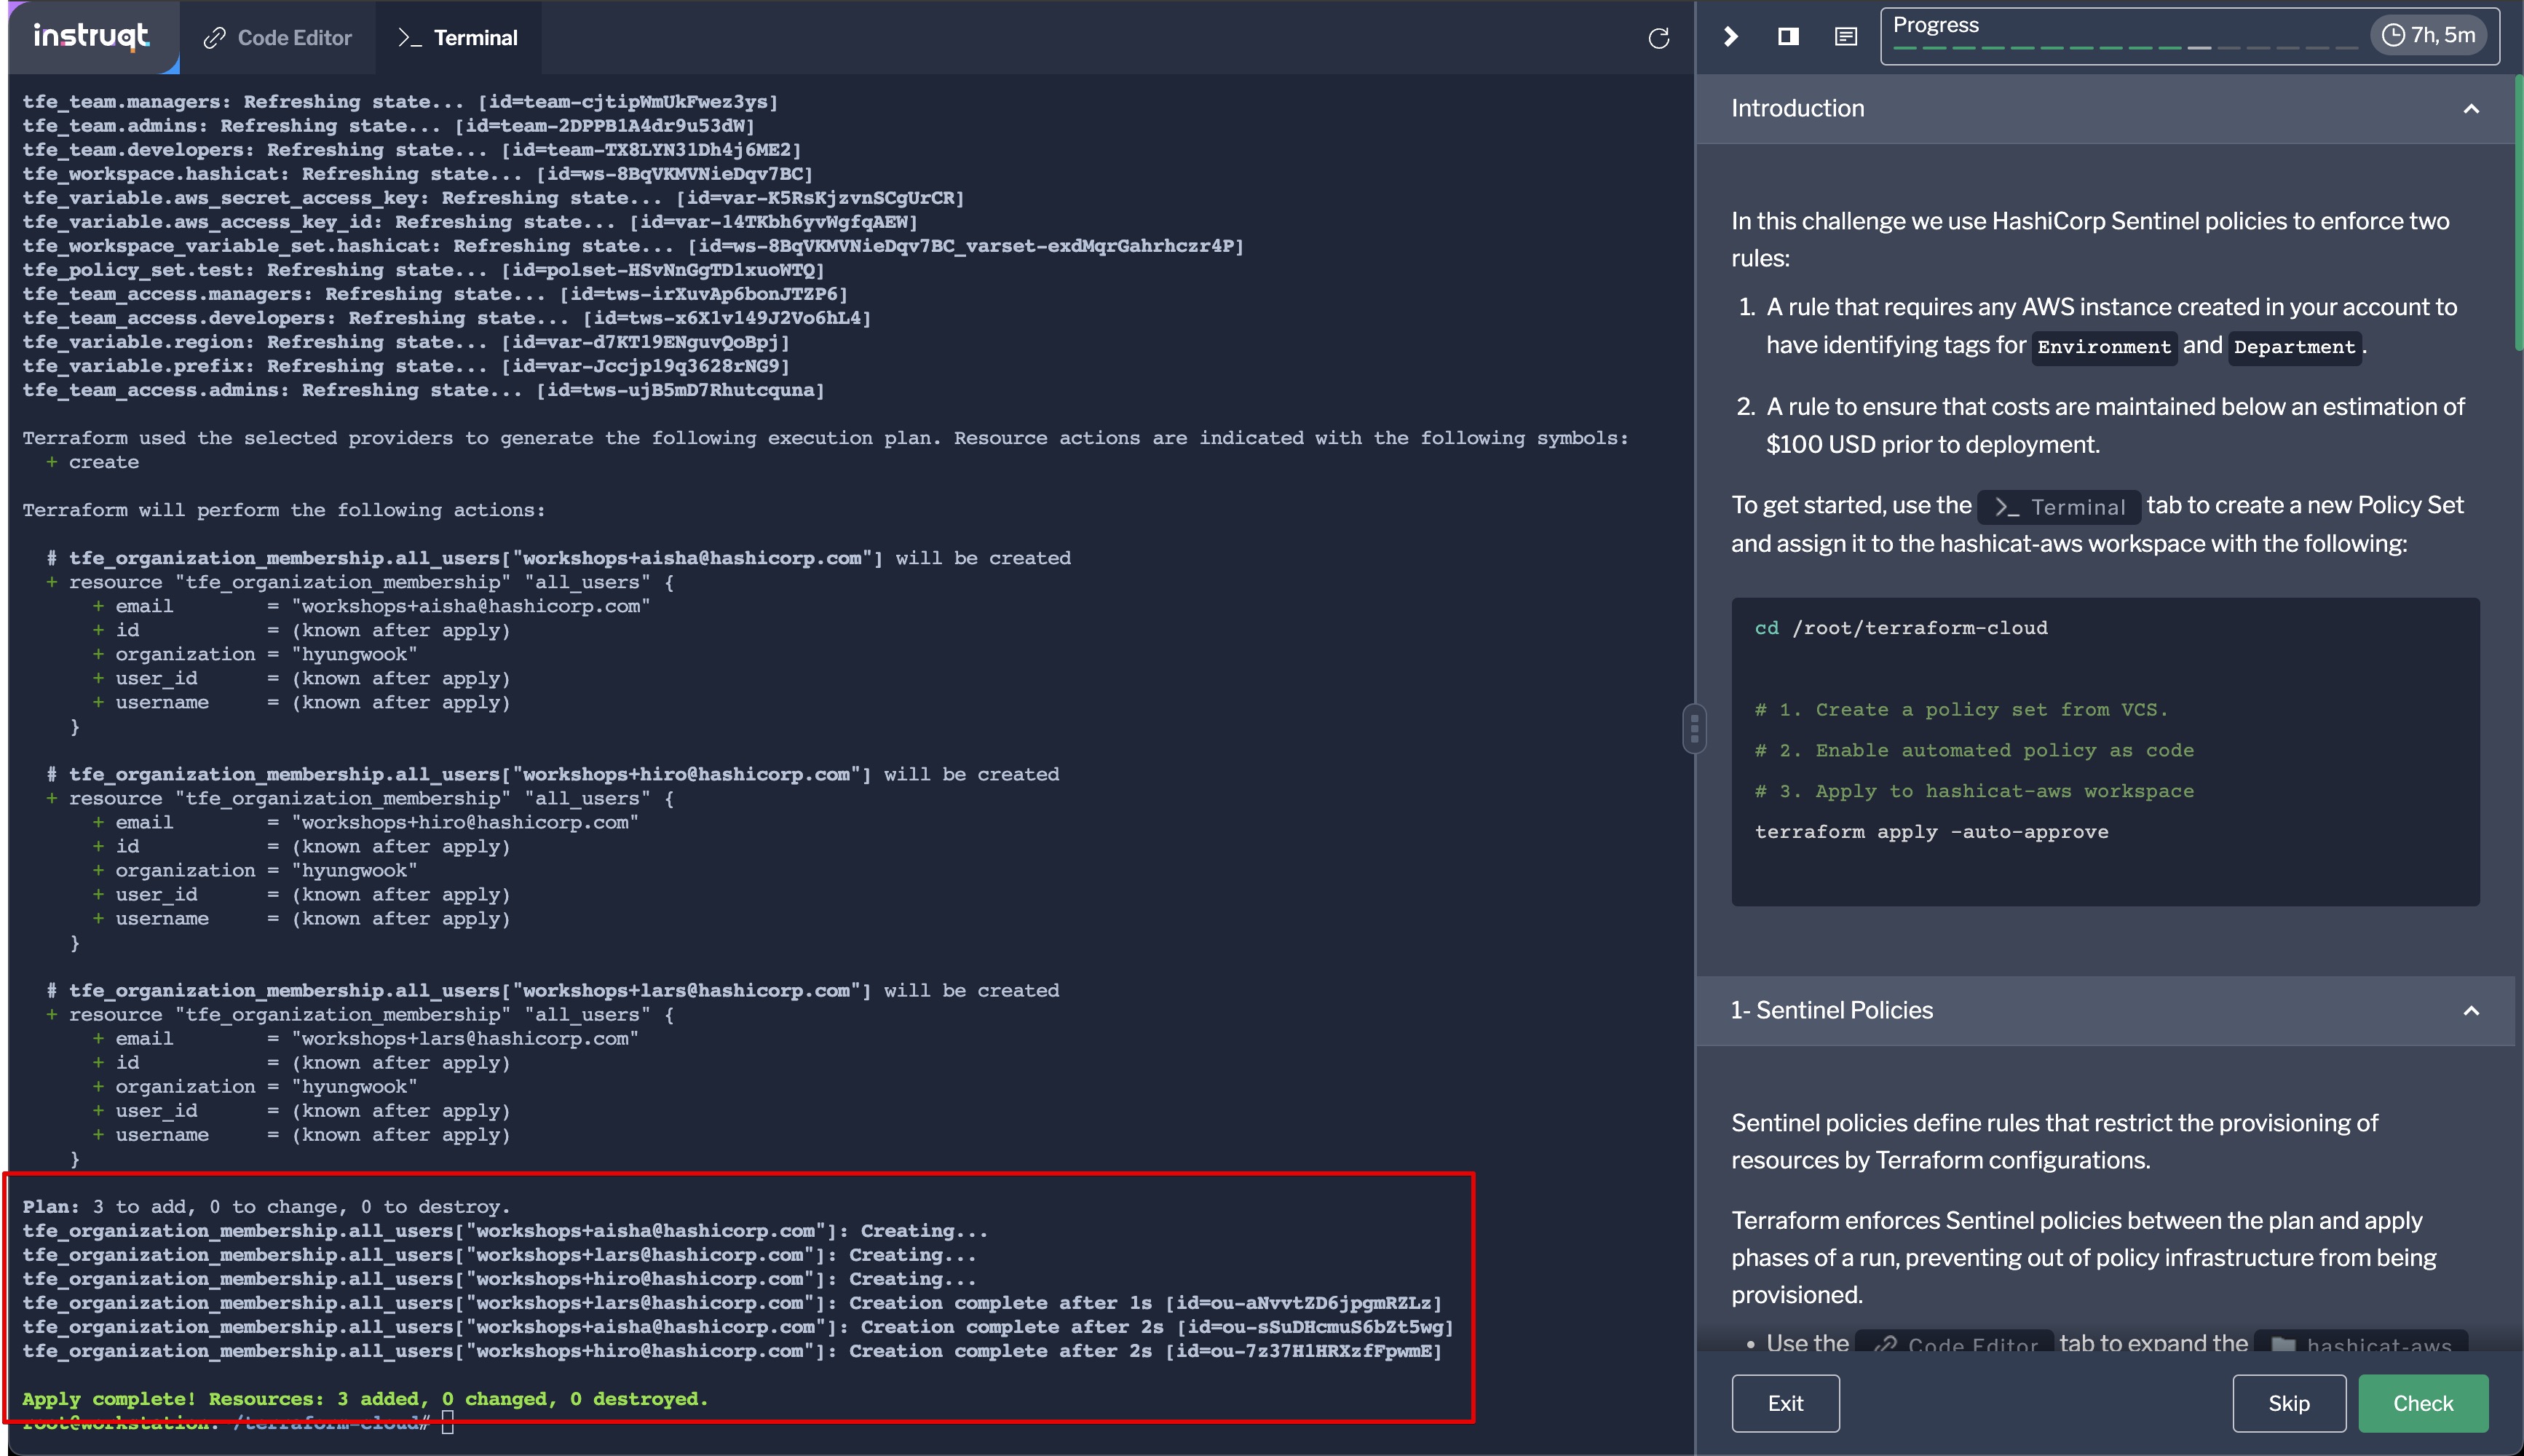 instruqt
Code Editor
>_ Terminal
tfe_team.managers: Refreshing state... [id=team-cjtipWmUkFwez3ys]
tfe_team.admins: Refreshing state... [id=team-2DPPB1A4dr9u53dW]
tfe_team.developers: Refreshing state... [id=team-TX8LYN31Dh4j6ME2]
tfe_workspace.hashicat: Refreshing state... [id=ws-8BqVKMVNieDqv7BC]
tfe_variable.aws_secret_access_key: Refreshing state... [id=var-K5RsKjzvnSCgUrCR]
tfe_variable.aws_access_key_id: Refreshing state... [id=var-14TKbh6yvWgfqAEW]
tfe_workspace_variable_set.hashicat: Refreshing state... [id=ws-8BqVKMVNieDqv7BC_varset-exdMqrGahrhczr4P]
tfe_policy_set.test: Refreshing state... [id=polset-HSvNnGgTD1xuoWTQ]
tfe_team_access.managers: Refreshing state... [id=tws-irXuvAp6bonJTZP6]
tfe_team_access.developers: Refreshing state... [id=tws-x6X1v149J2Vo6hL4]
tfe_variable.region: Refreshing state... [id=var-d7KT19ENguvQoBpj]
tfe_variable.prefix: Refreshing state... [id=var-Jccjp19q3628rNG9]
tfe_team_access.admins: Refreshing state... [id=tws-ujB5mD7Rhutcquna]
Terraform used the selected providers to generate the following execution plan. Resource actions are indicated with the following symbols:
+ create
Terraform will perform the following actions:
# tfe_organization_membership.all_users["workshops+aisha@hashicorp.com"] will be created
+ resource "tfe_organization_membership" "all_users" {
+ email        = "workshops+aisha@hashicorp.com"
+ id           = (known after apply)
+ organization = "hyungwook"
+ user_id      = (known after apply)
+ username     = (known after apply)
}
# tfe_organization_membership.all_users["workshops+hiro@hashicorp.com"] will be created
+ resource "tfe_organization_membership" "all_users" {
+ email        = "workshops+hiro@hashicorp.com"
+ id           = (known after apply)
+ organization = "hyungwook"
+ user_id      = (known after apply)
+ username     = (known after apply)
}
# tfe_organization_membership.all_users["workshops+lars@hashicorp.com"] will be created
+ resource "tfe_organization_membership" "all_users" {
+ email        = "workshops+lars@hashicorp.com"
+ id           = (known after apply)
+ organization = "hyungwook"
+ user_id      = (known after apply)
+ username     = (known after apply)
}
Plan: 3 to add, 0 to change, 0 to destroy.
tfe_organization_membership.all_users["workshops+aisha@hashicorp.com"]: Creating...
tfe_organization_membership.all_users["workshops+lars@hashicorp.com"]: Creating...
tfe_organization_membership.all_users["workshops+hiro@hashicorp.com"]: Creating...
tfe_organization_membership.all_users["workshops+lars@hashicorp.com"]: Creation complete after 1s [id=ou-aNvvtZD6jpgmRZLz]
tfe_organization_membership.all_users["workshops+aisha@hashicorp.com"]: Creation complete after 2s [id=ou-sSuDHcmuS6bZt5wg]
tfe_organization_membership.all_users["workshops+hiro@hashicorp.com"]: Creation complete after 2s [id=ou-7z37H1HRXzfFpwmE]
Apply complete! Resources: 3 added, 0 changed, 0 destroyed.
root@workstation: /terraform-cloud#
Progress
7h, 5m
Introduction
In this challenge we use HashiCorp Sentinel policies to enforce two
rules:
1. A rule that requires any AWS instance created in your account to
have identifying tags for Environment and Department.
2. A rule to ensure that costs are maintained below an estimation of
$100 USD prior to deployment.
To get started, use the >_ Terminal tab to create a new Policy Set
and assign it to the hashicat-aws workspace with the following:
cd /root/terraform-cloud
# 1. Create a policy set from VCS.
# 2. Enable automated policy as code
# 3. Apply to hashicat-aws workspace
terraform apply -auto-approve
1- Sentinel Policies
Sentinel policies define rules that restrict the provisioning of
resources by Terraform configurations.
Terraform enforces Sentinel policies between the plan and apply
phases of a run, preventing out of policy infrastructure from being
provisioned.
• Use the Code Editor tab to expand the hashicat-aws
Exit
Skip
Check